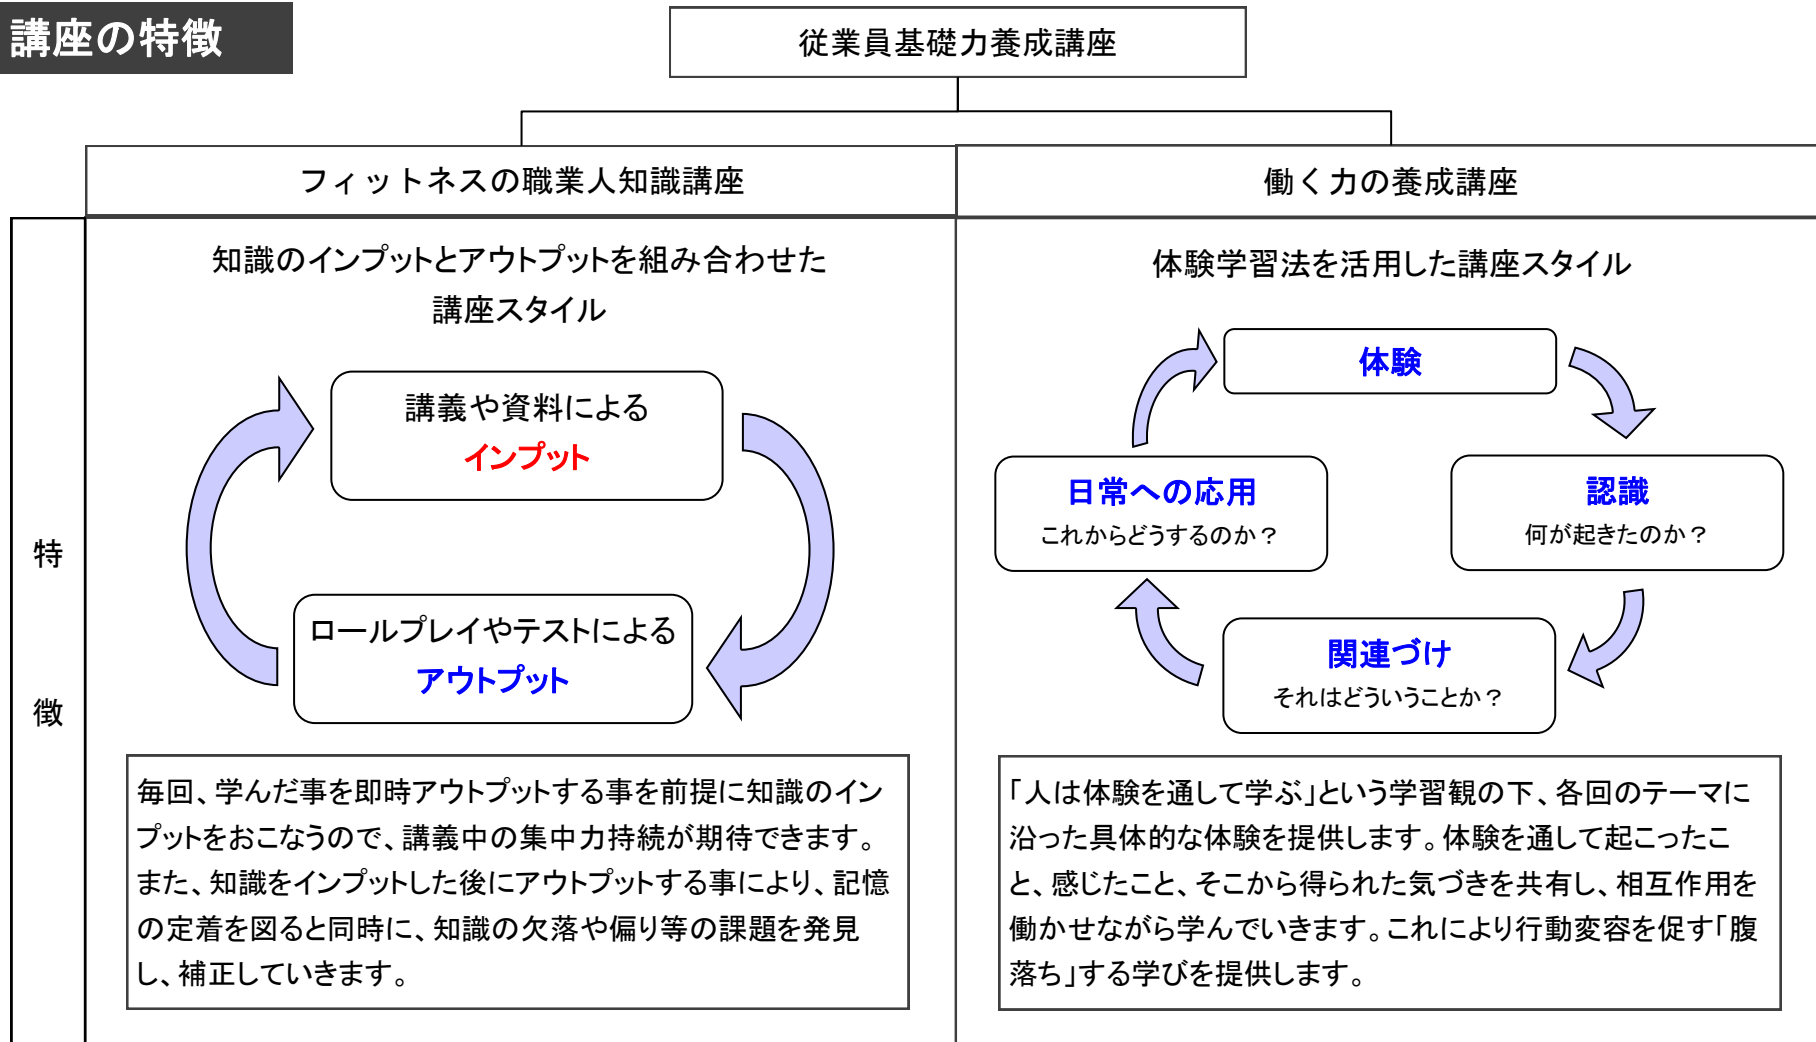 講座の特徴
従業員基礎力養成講座
フィットネスの職業人知識講座
働く力の養成講座
特
徴
知識のインプットとアウトプットを組み合わせた
講座スタイル
講義や資料による
インプット
ロールプレイやテストによる
アウトプット
毎回、学んだ事を即時アウトプットする事を前提に知識のイン
プットをおこなうので、講義中の集中力持続が期待できます。
また、知識をインプットした後にアウトプットする事により、記憶
の定着を図ると同時に、知識の欠落や偏り等の課題を発見
し、補正していきます。
体験学習法を活用した講座スタイル
体験
認識
何が起きたのか？
関連づけ
それはどういうことか？
日常への応用
これからどうするのか？
「人は体験を通して学ぶ」という学習観の下、各回のテーマに
沿った具体的な体験を提供します。体験を通して起こったこ
と、感じたこと、そこから得られた気づきを共有し、相互作用を
働かせながら学んでいきます。これにより行動変容を促す「腹
落ち」する学びを提供します。